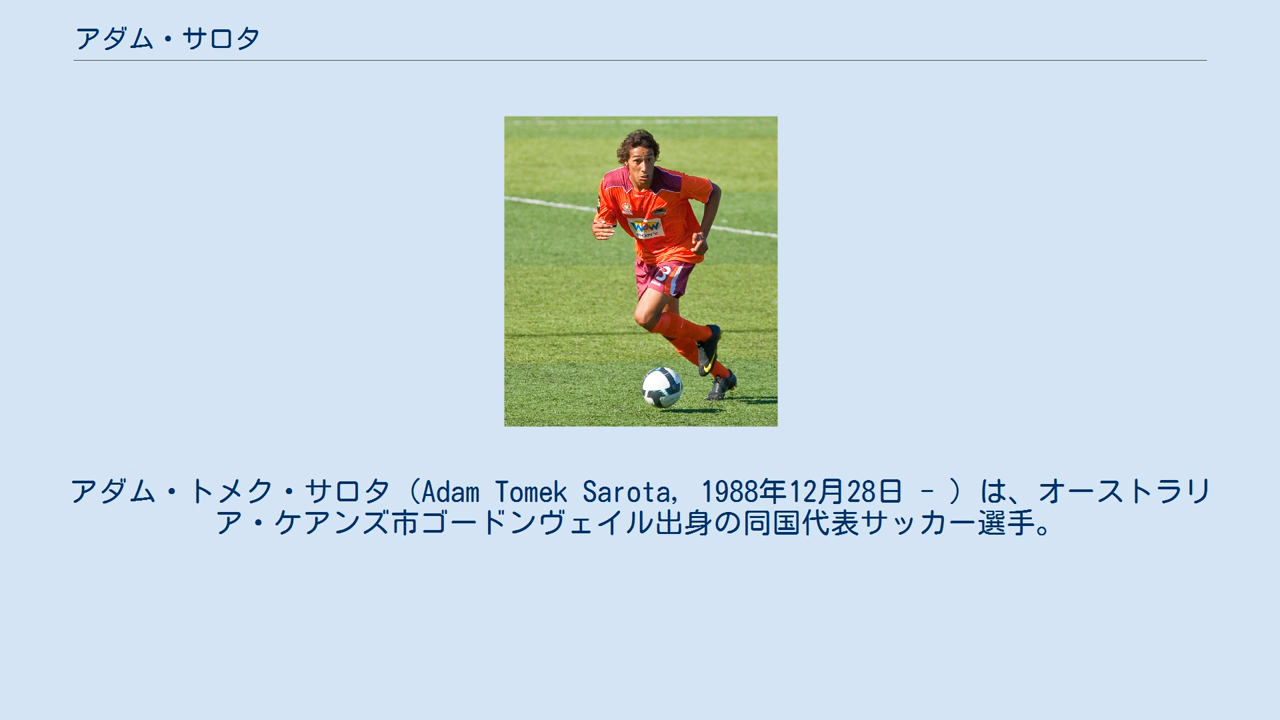 アダム・サロタ
アダム・トメク・サロタ（Adam Tomek Sarota, 1988年12月28日 - ）は、オーストラリ
ア・ケアンズ市ゴードンヴェイル出身の同国代表サッカー選手。